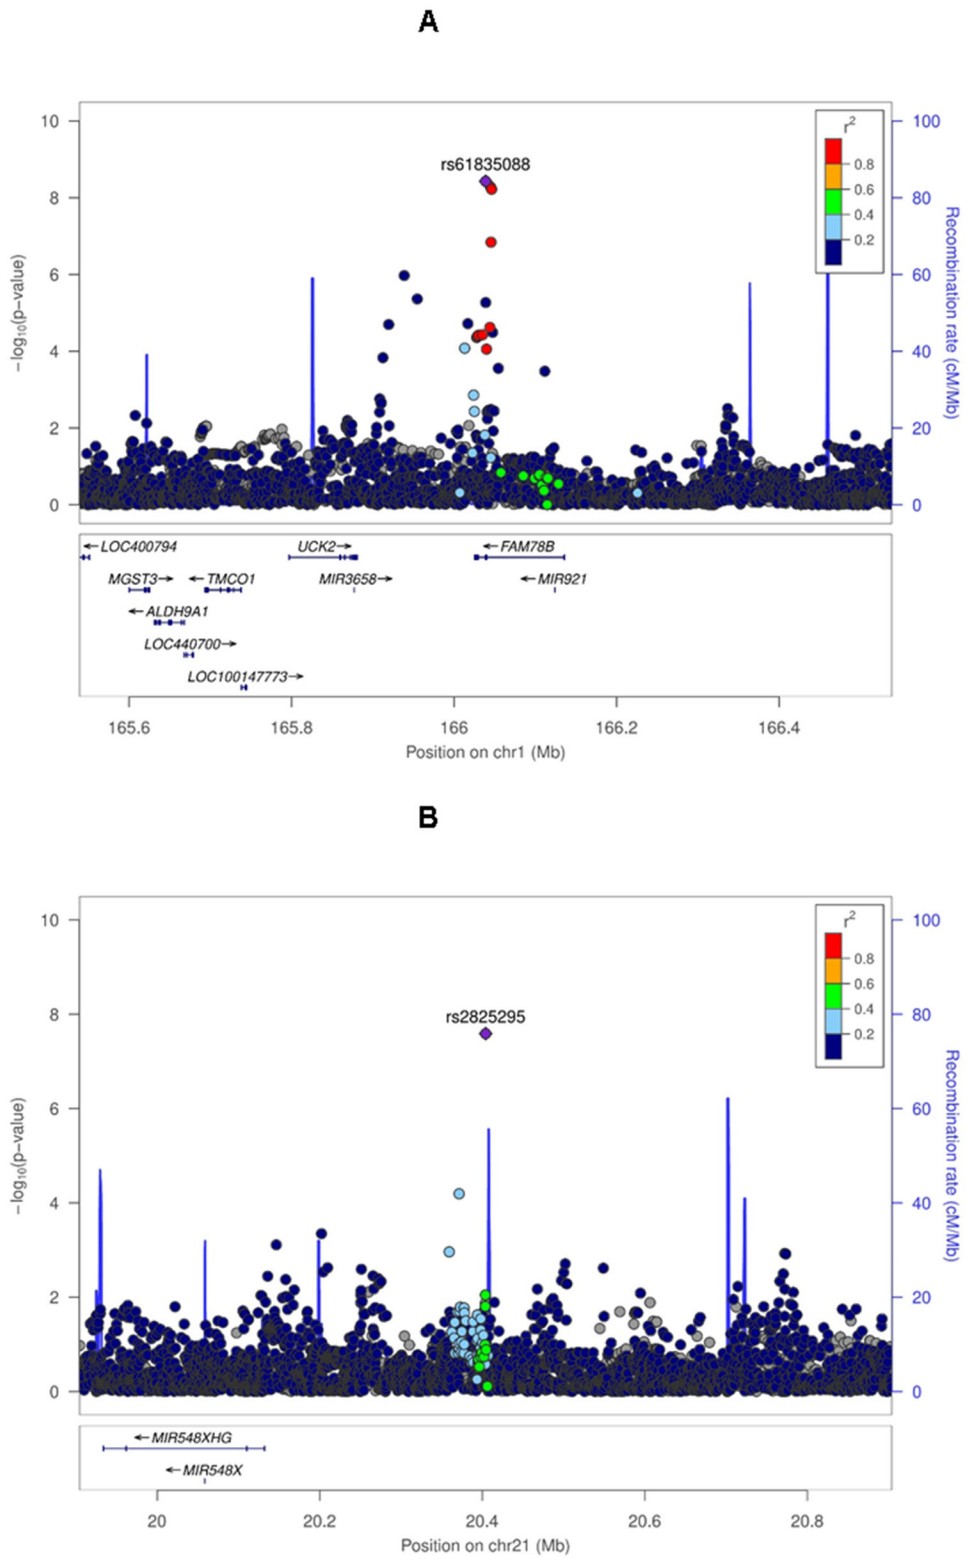 A
rs61835088
r2
0.8
0.6
0.4
0.2
10
8
6
4
2
0
−log10(p−value)
100
80
60
40
20
0
Recombination rate (cM/Mb)
←LOC400794
UCK2→
←FAM78B
MGST3→
←TMCO1
MIR3658→
←MIR921
←ALDH9A1
LOC440700→
LOC100147773→
165.6
165.8
166
166.2
166.4
Position on chr1 (Mb)
B
rs2825295
r2
0.8
0.6
0.4
0.2
10
8
6
4
2
0
−log10(p−value)
100
80
60
40
20
0
Recombination rate (cM/Mb)
←MIR548XHG
←MIR548X
20
20.2
20.4
20.6
20.8
Position on chr21 (Mb)